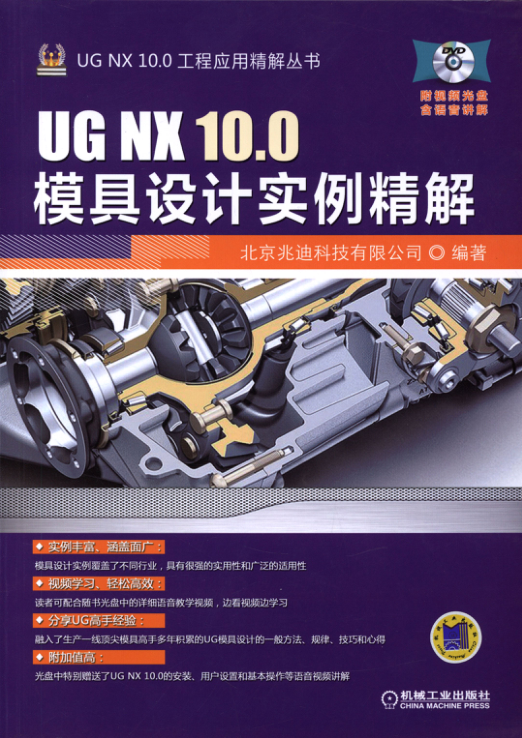 UG NX 10.0 工程应用精解丛书
DVD
附视频光盘
含语音讲解
UG NX 10.0
模具设计实例精解
北京兆迪科技有限公司 ◎ 编著
◆ 实例丰富、涵盖面广：
模具设计实例覆盖了不同行业，具有很强的实用性和广泛的适用性
◆ 视频学习、轻松高效：
读者可配合随书光盘中的详细语音教学视频，边看视频边学习
◆ 分享UG高手经验：
融入了生产一线顶尖模具高手多年积累的UG模具设计的一般方法、规律、技巧和心得
◆ 附加值高：
光盘中特别赠送了UG NX 10.0的安装、用户设置和基本操作等语音视频讲解
机械工业出版社
CHINA MACHINE PRESS